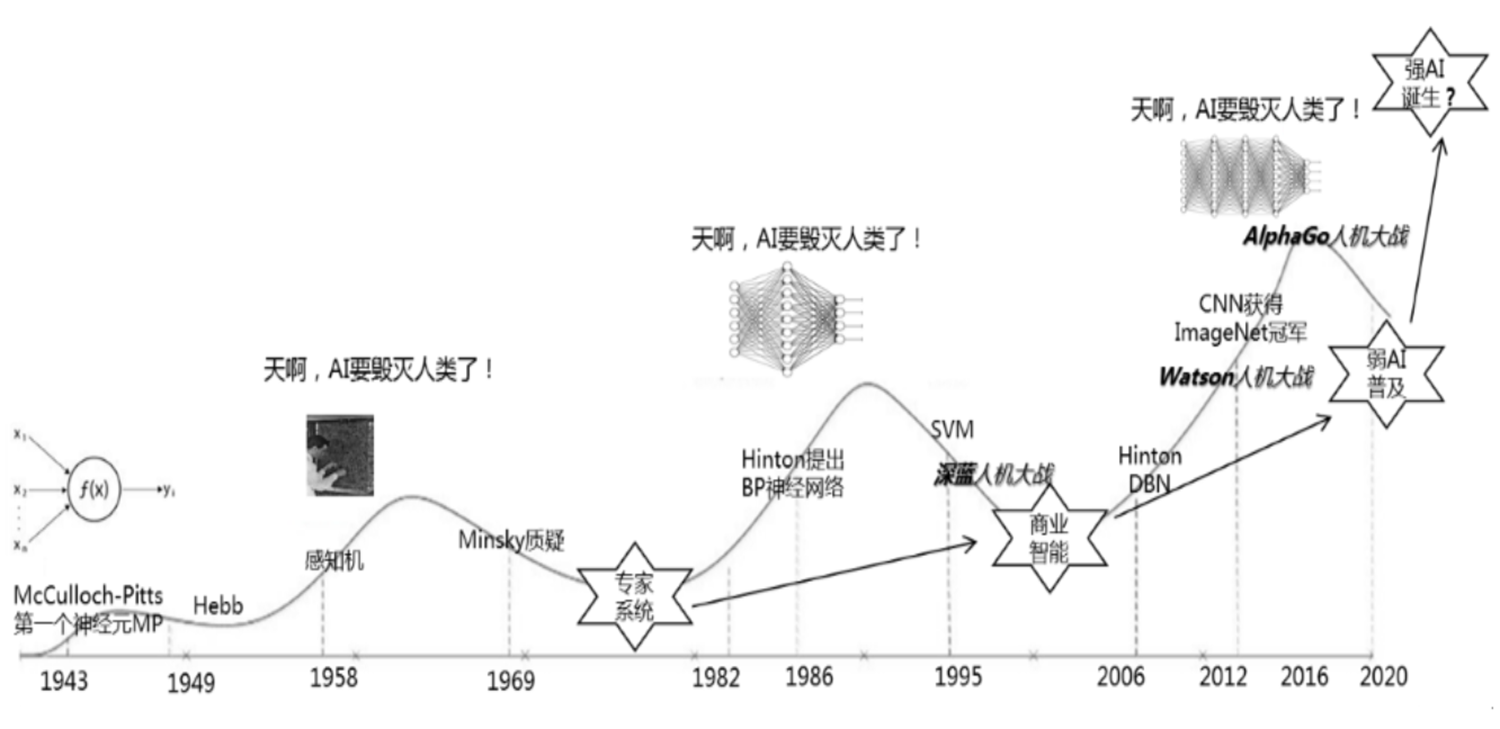 强AI
诞生？
天啊，AI要毁灭人类了！
AlphaGo人机大战
天啊，AI要毁灭人类了！
CNN获得
ImageNet冠军
Watson人机大战
弱AI
普及
天啊，AI要毁灭人类了！
SVM
深蓝人机大战
Hinton提出
BP神经网络
Hinton
DBN
商业
智能
x₁
x₂
xₙ
f(x)
yᵢ
感知机
Minsky质疑
专家
系统
McCulloch-Pitts
第一个神经元MP
Hebb
1943
1949
1958
1969
1982
1986
1995
2006
2012
2016
2020